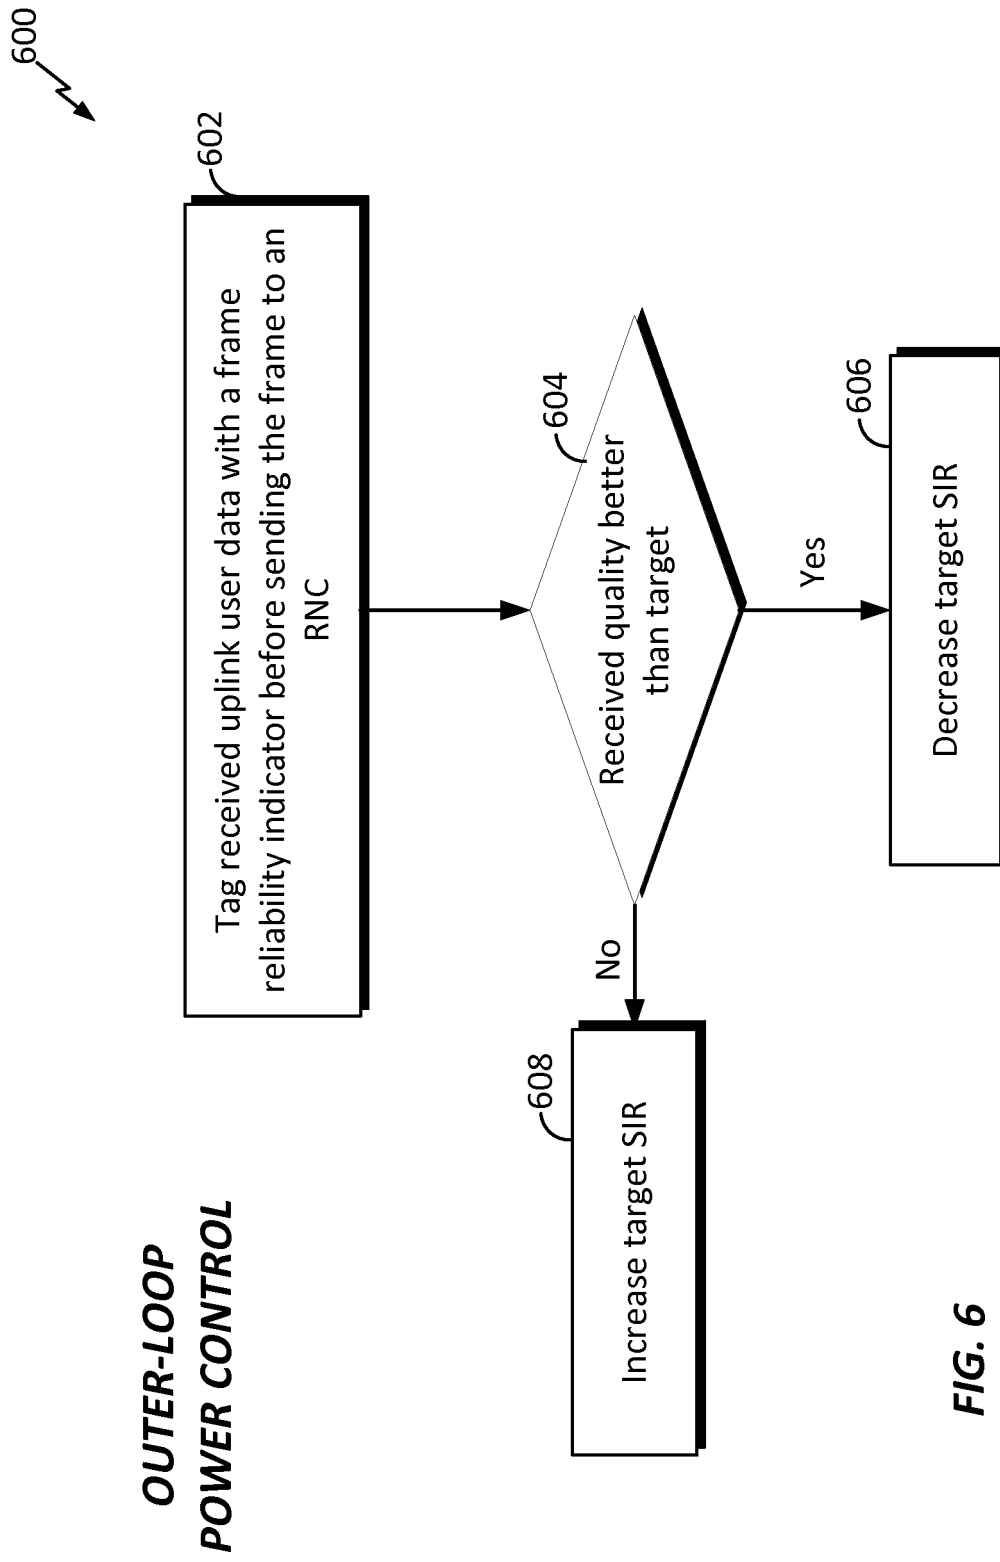 600
OUTER-LOOP
POWER CONTROL
602
Tag received uplink user data with a frame
reliability indicator before sending the frame to an
RNC
604
Received quality better
than target
No
608
Increase target SIR
Yes
606
Decrease target SIR
FIG. 6